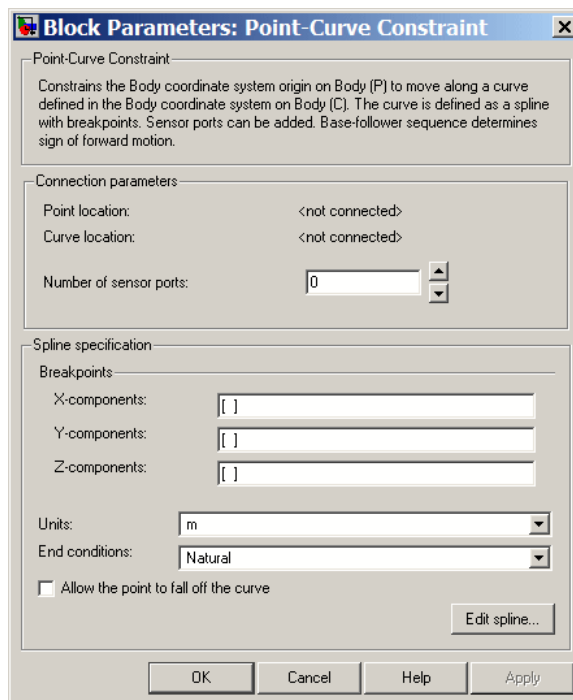 Block Parameters: Point-Curve Constraint
Point-Curve Constraint
Constrains the Body coordinate system origin on Body (P) to move along a curve
defined in the Body coordinate system on Body (C). The curve is defined as a spline
with breakpoints. Sensor ports can be added. Base-follower sequence determines
sign of forward motion.
Connection parameters
Point location: <not connected>
Curve location: <not connected>
Number of sensor ports: 0
Spline specification
Breakpoints
X-components: [ ]
Y-components: [ ]
Z-components: [ ]
Units: m
End conditions: Natural
Allow the point to fall off the curve
Edit spline...
OK Cancel Help Apply